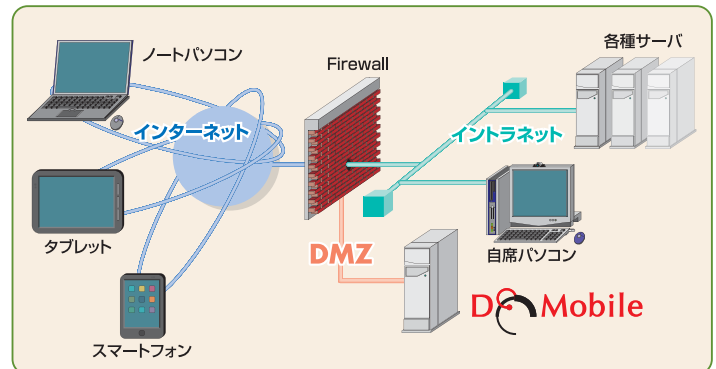 ノートパソコン
Firewall
各種サーバ
インターネット
イントラネット
タブレット
DMZ
自席パソコン
スマートフォン
DoMobile